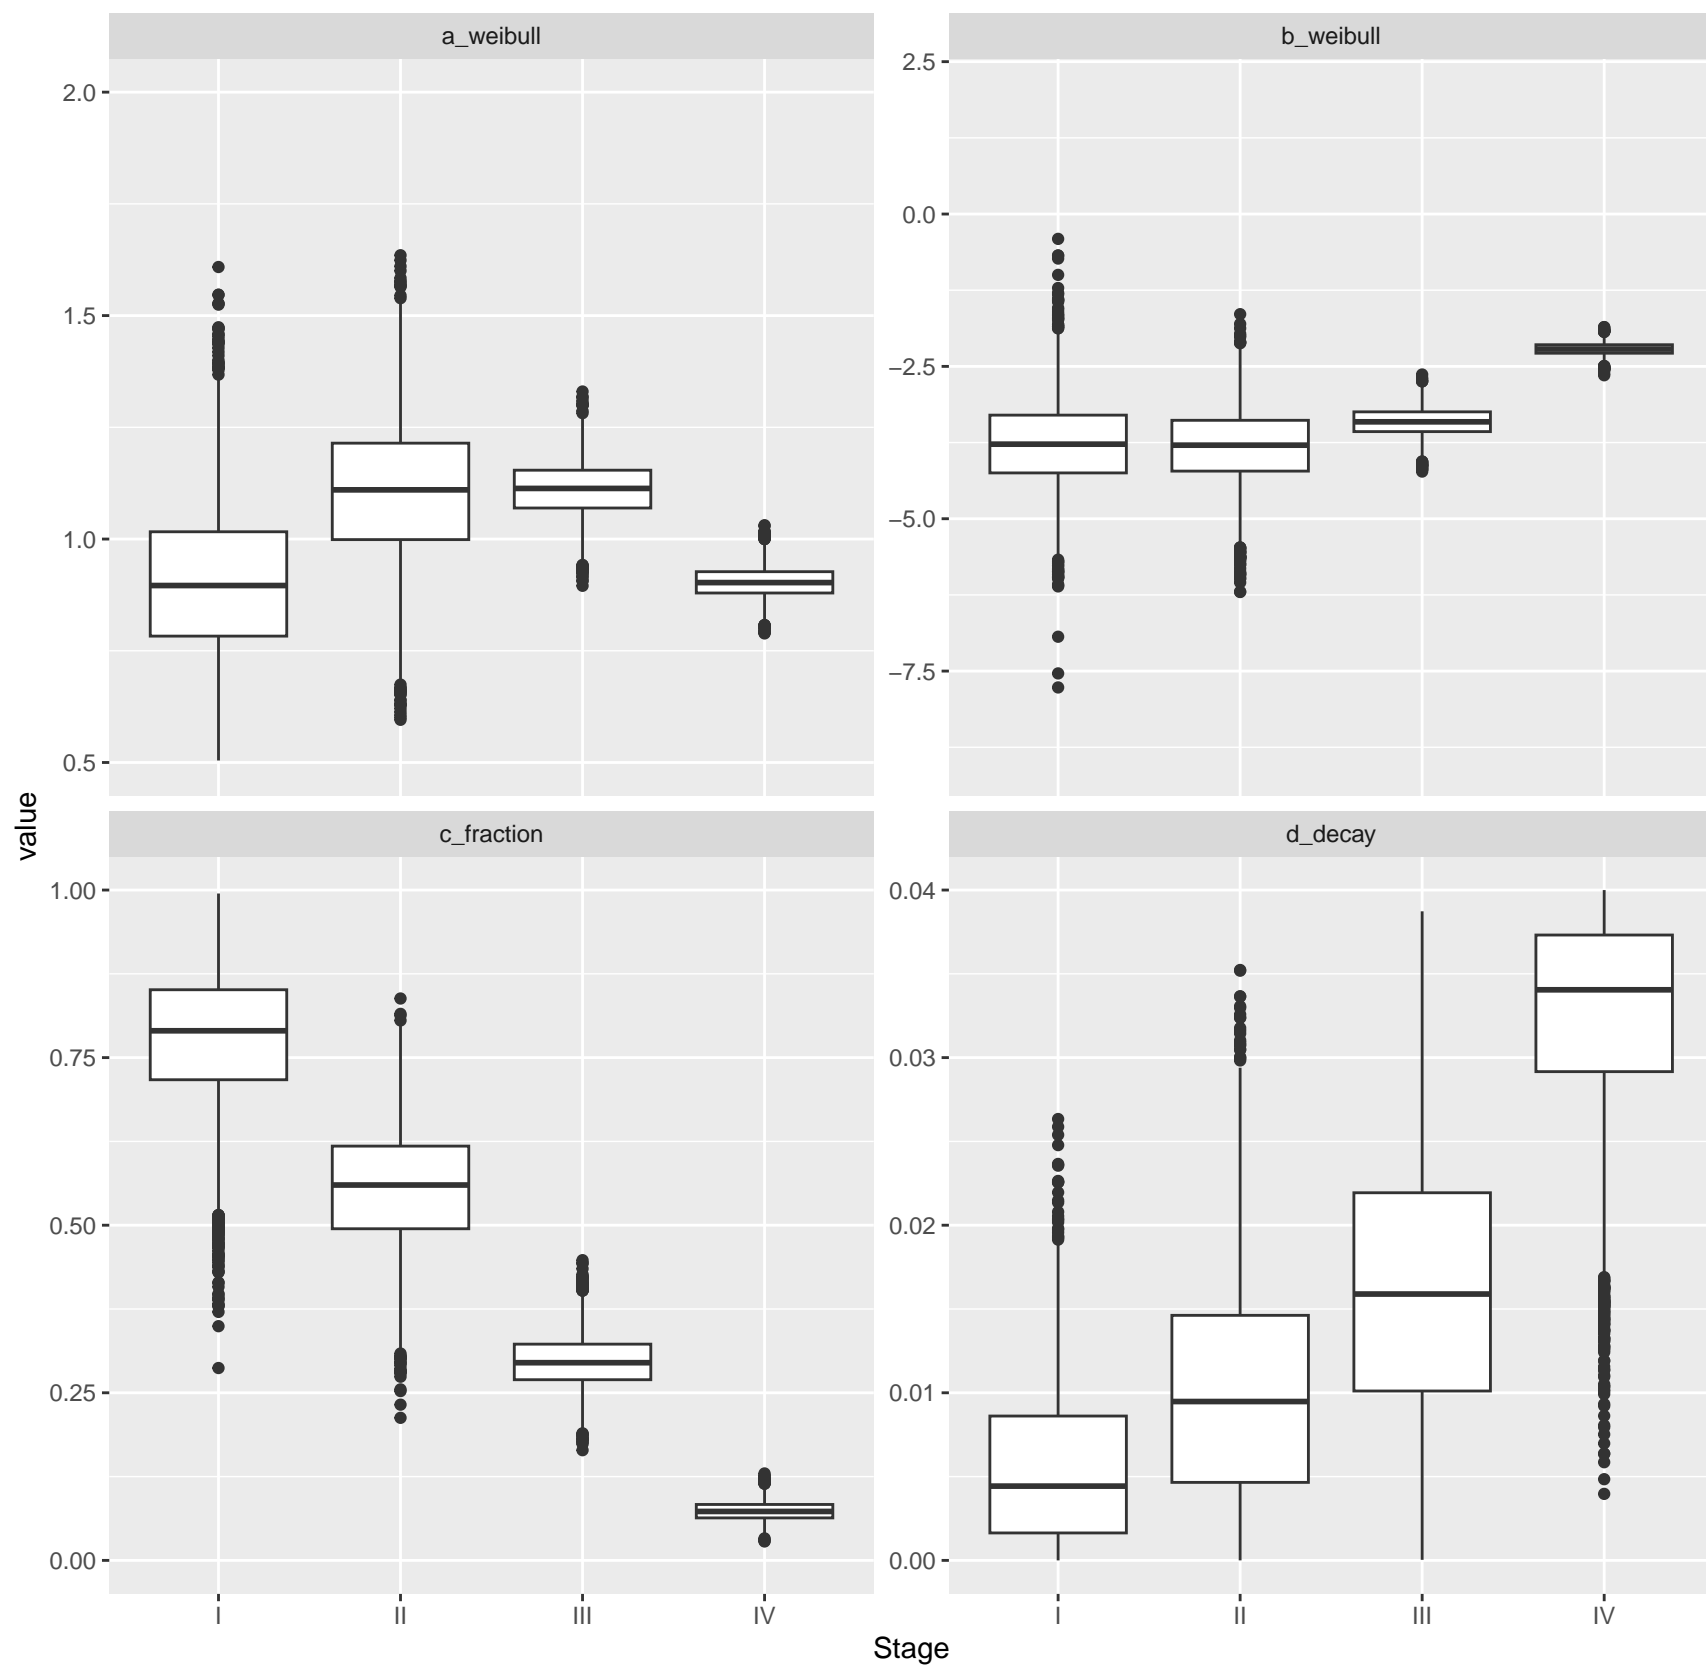 a_weibull
b_weibull
2.0
1.5
1.0
0.5
2.5
0.0
−2.5
−5.0
−7.5
value
c_fraction
d_decay
1.00
0.75
0.50
0.25
0.00
0.04
0.03
0.02
0.01
0.00
I II III IV
I II III IV
Stage